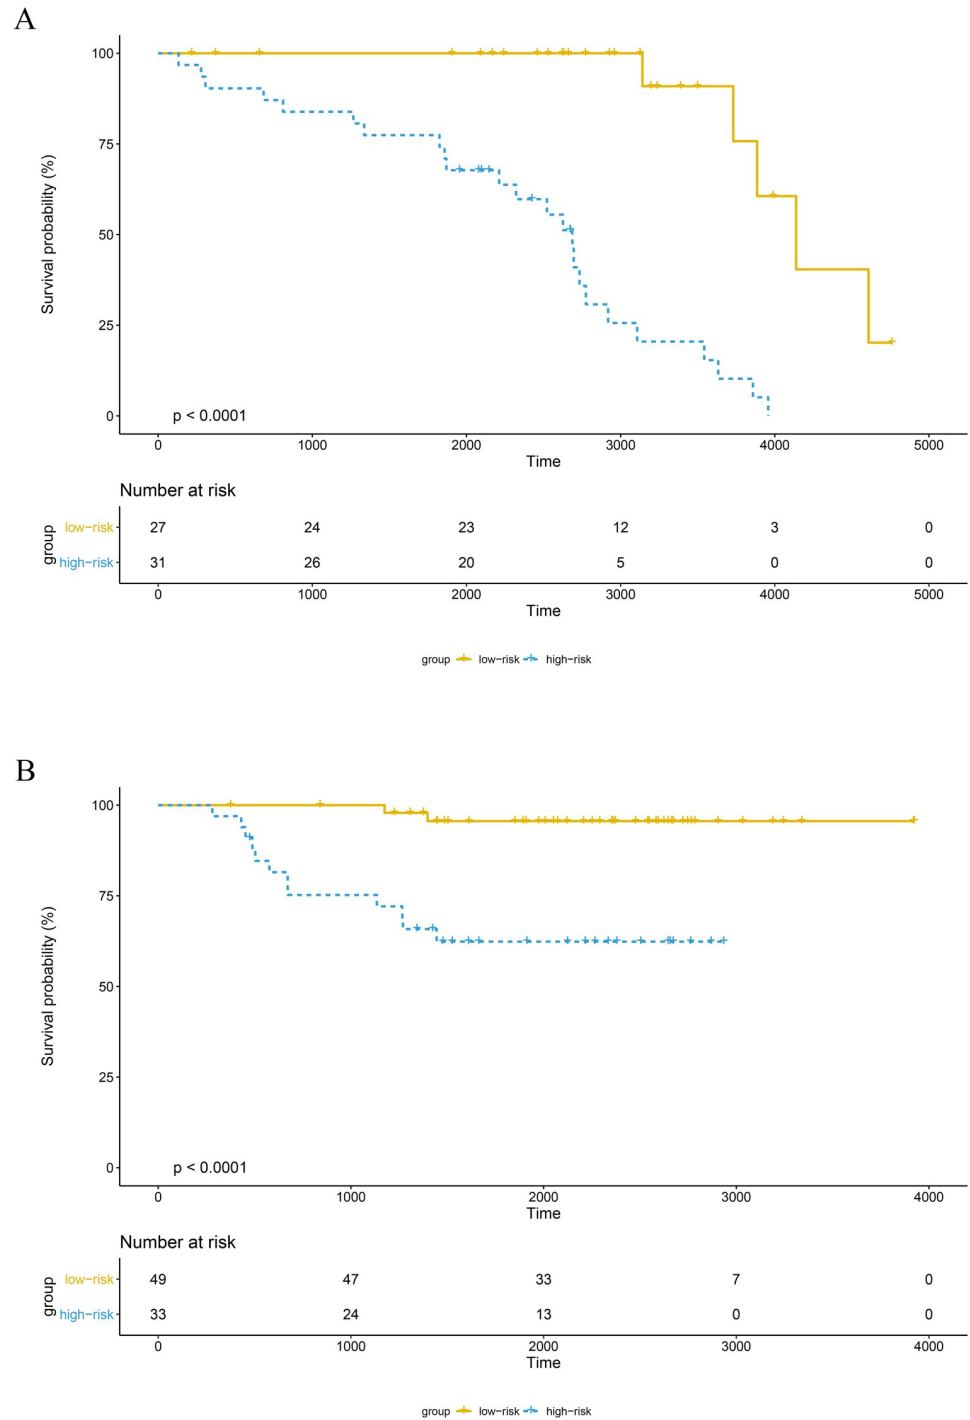 A
Survival probability (%)
100
75
50
25
0
p < 0.0001
0 1000 2000 3000 4000 5000
Time
Number at risk
group
low−risk 27 24 23 12 3 0
high−risk 31 26 20 5 0 0
0 1000 2000 3000 4000 5000
Time
group low−risk high−risk
B
Survival probability (%)
100
75
50
25
0
p < 0.0001
0 1000 2000 3000 4000
Time
Number at risk
group
low−risk 49 47 33 7 0
high−risk 33 24 13 0 0
0 1000 2000 3000 4000
Time
group low−risk high−risk